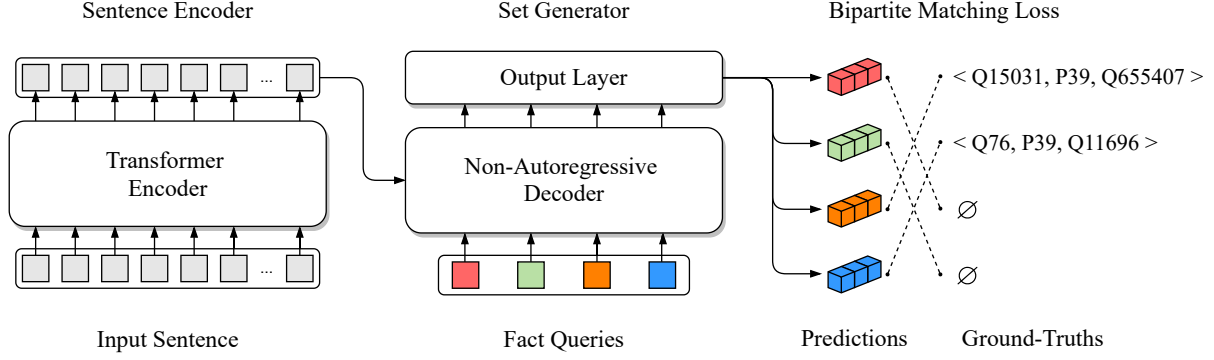 Sentence Encoder
Set Generator
Bipartite Matching Loss
...
Output Layer
< Q15031, P39, Q655407 >
Transformer
Encoder
Non-Autoregressive
Decoder
< Q76, P39, Q11696 >
∅
...
∅
Input Sentence
Fact Queries
Predictions
Ground-Truths